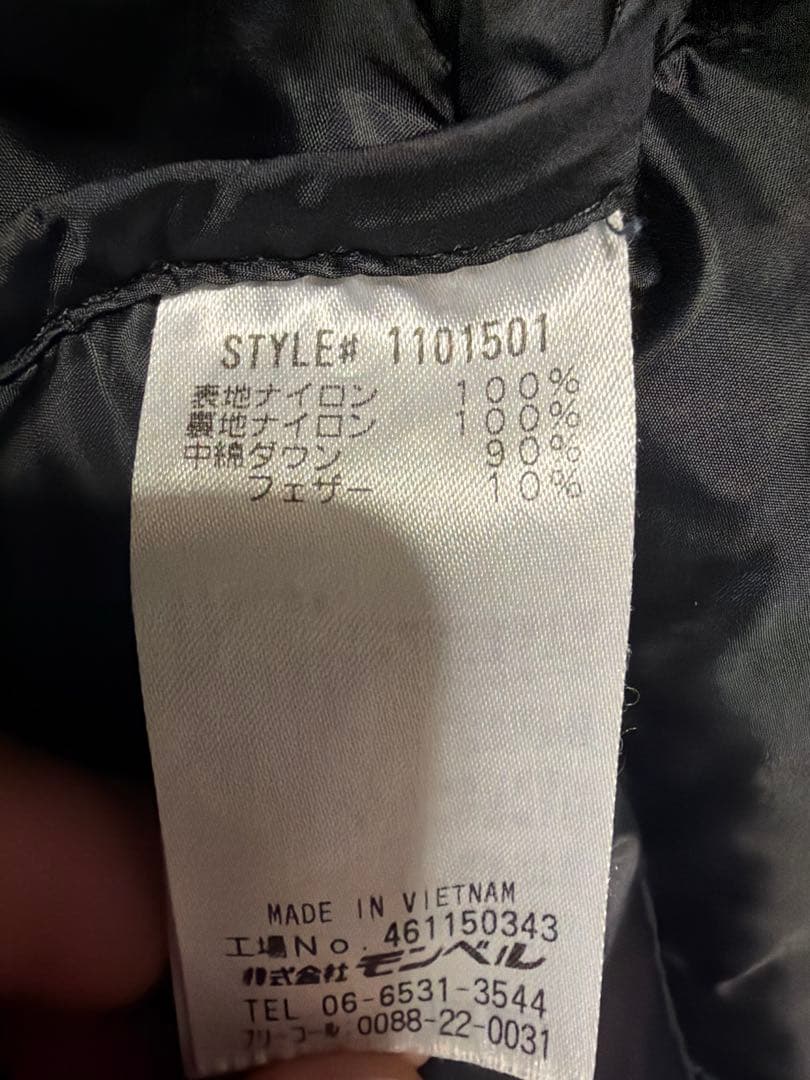 STYLE# 1101501
表地ナイロン 100%
裏地ナイロン 100%
中綿ダウン 90%
フェザー 10%
MADE IN VIETNAM
工場No. 461150343
株式会社 モンベル
TEL 06-6531-3544
フリーコール 0088-22-0031